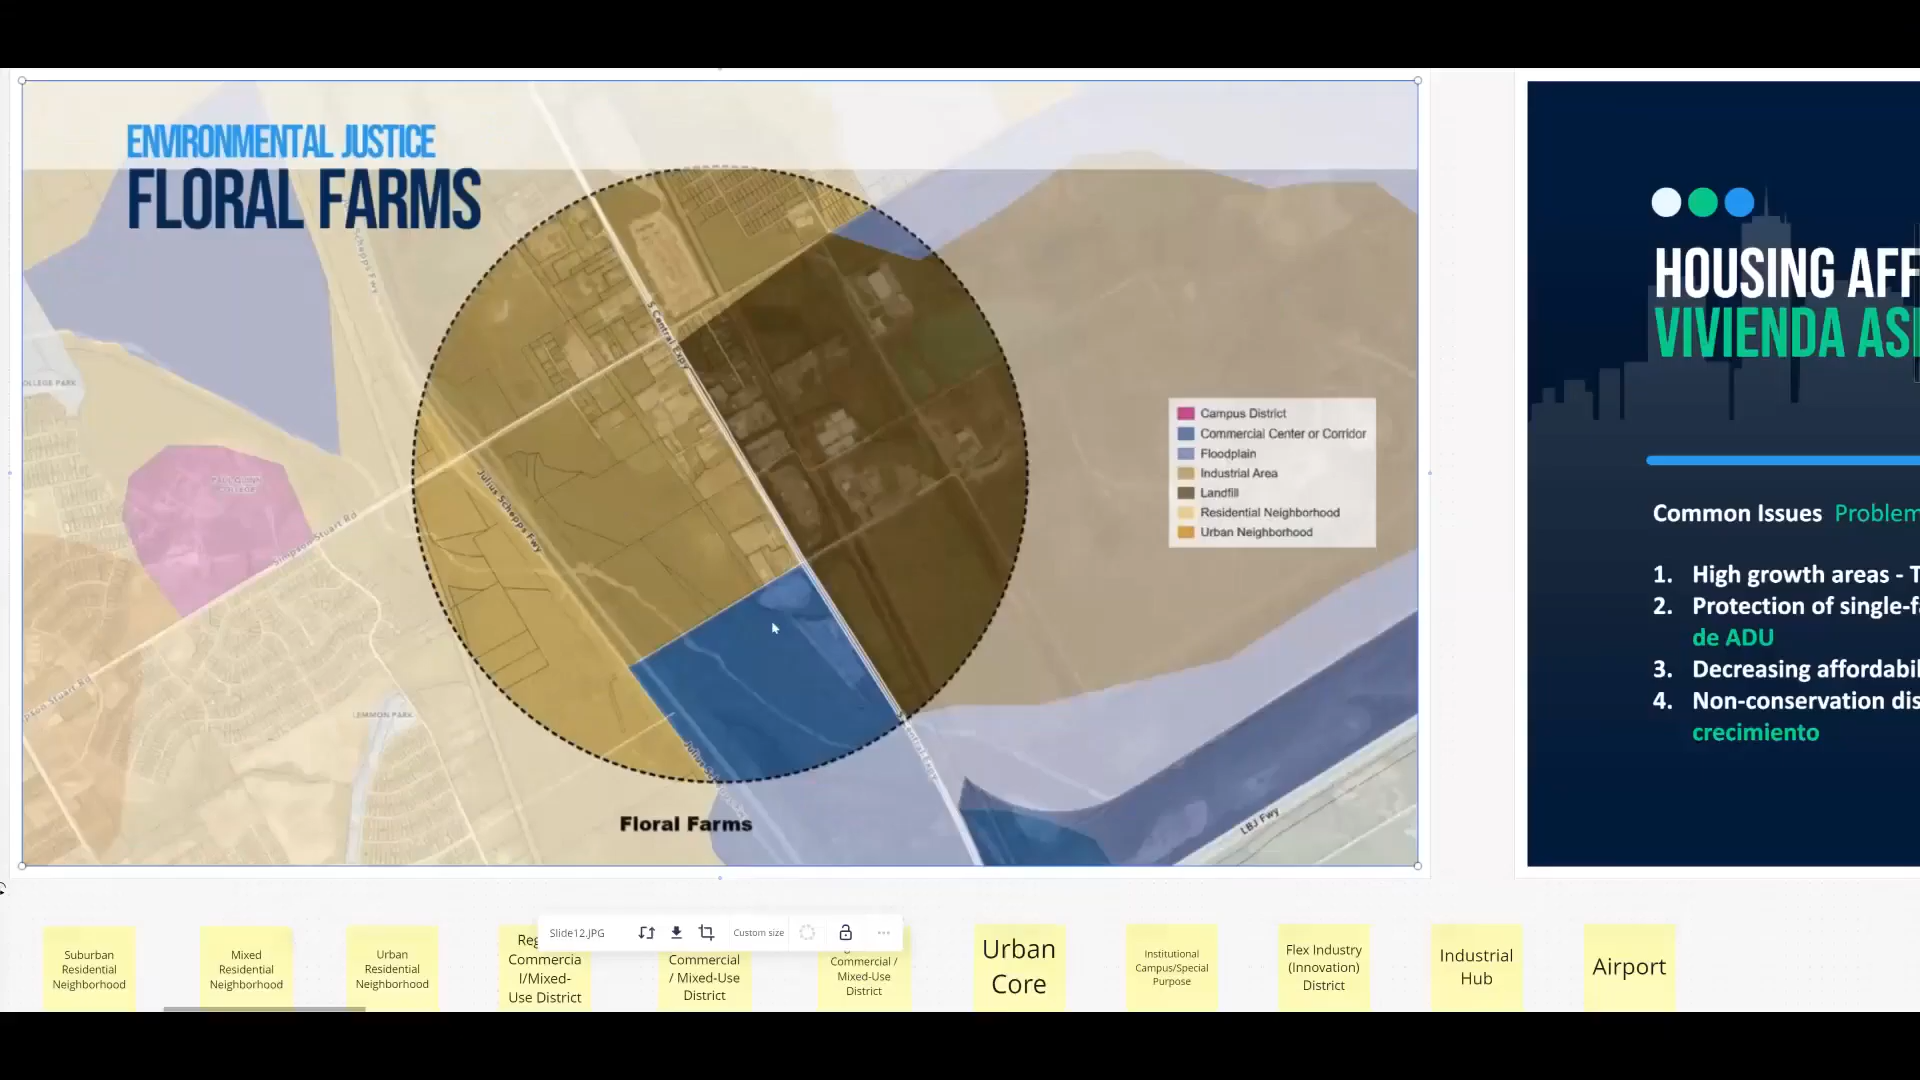 ENVIRONMENTAL JUSTICE
FLORAL FARMS
S Central Expy
Julius Schepps Fwy
Simpson Stuart Rd
LEMMON PARK
LBJ Fwy
Floral Farms
Campus District
Commercial Center or Corridor
Floodplain
Industrial Area
Landfill
Residential Neighborhood
Urban Neighborhood
HOUSING AFF
VIVIENDA AS
Common Issues Problem
1. High growth areas - T
2. Protection of single-fa
de ADU
3. Decreasing affordabil
4. Non-conservation dis
crecimiento
Slide12.JPG
Custom size
Suburban
Residential
Neighborhood
Mixed
Residential
Neighborhood
Urban
Residential
Neighborhood
Reg
Commercia
l/Mixed-
Use District
Commercial
/ Mixed-Use
District
Commercial /
Mixed-Use
District
Urban
Core
Institutional
Campus/Special
Purpose
Flex Industry
(Innovation)
District
Industrial
Hub
Airport